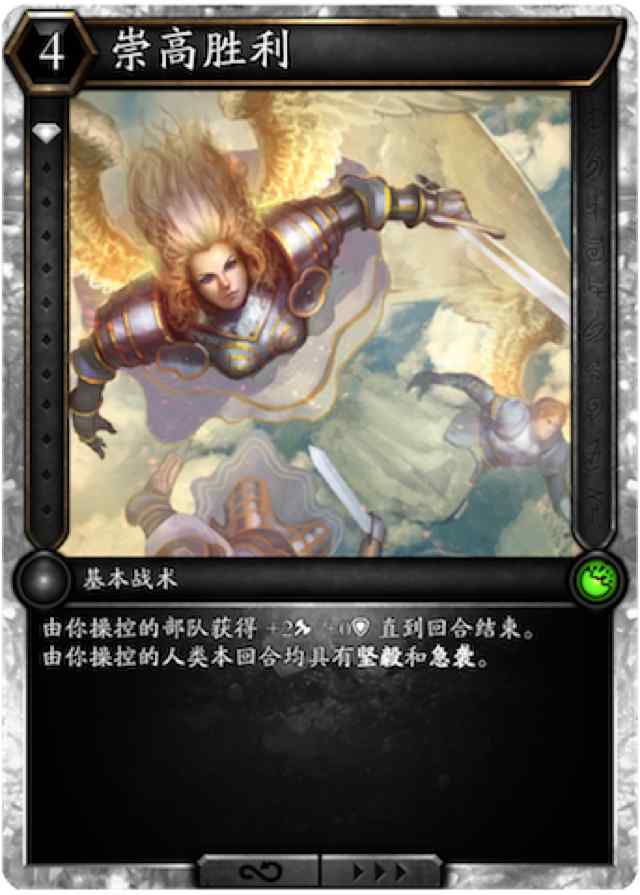 4
崇高胜利
基本战术
由你操控的部队获得 +2 +0 直到回合结束。
由你操控的人类本回合均具有坚毅和急袭。